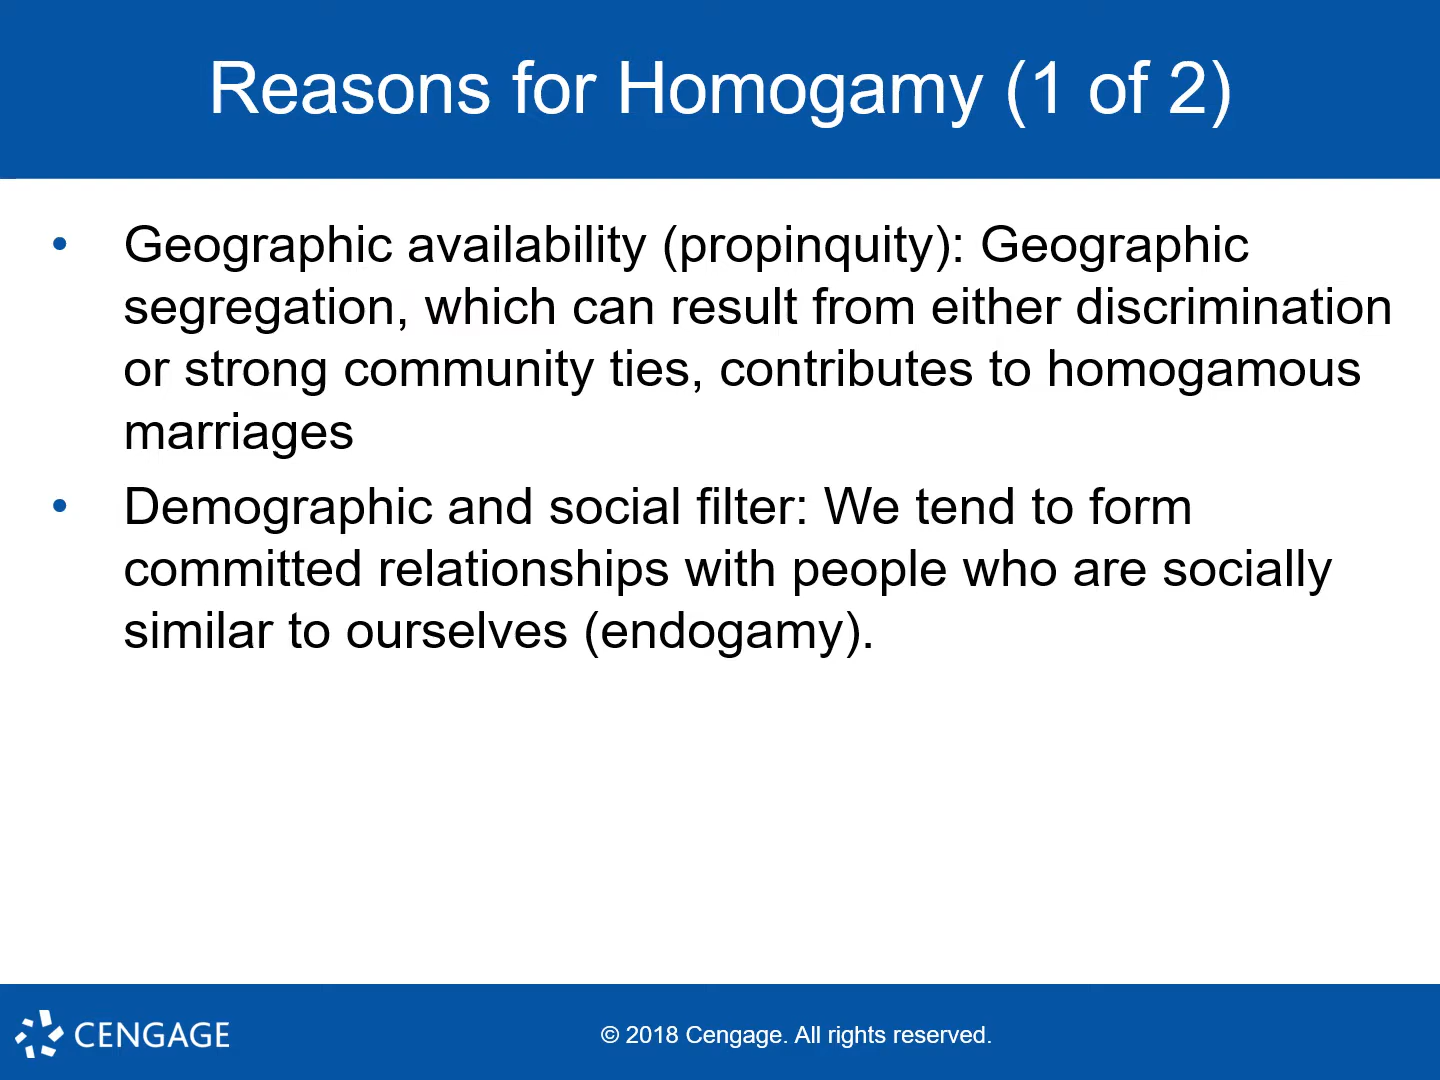 Reasons for Homogamy (1 of 2)
• Geographic availability (propinquity): Geographic
segregation, which can result from either discrimination
or strong community ties, contributes to homogamous
marriages
• Demographic and social filter: We tend to form
committed relationships with people who are socially
similar to ourselves (endogamy).
CENGAGE
© 2018 Cengage. All rights reserved.